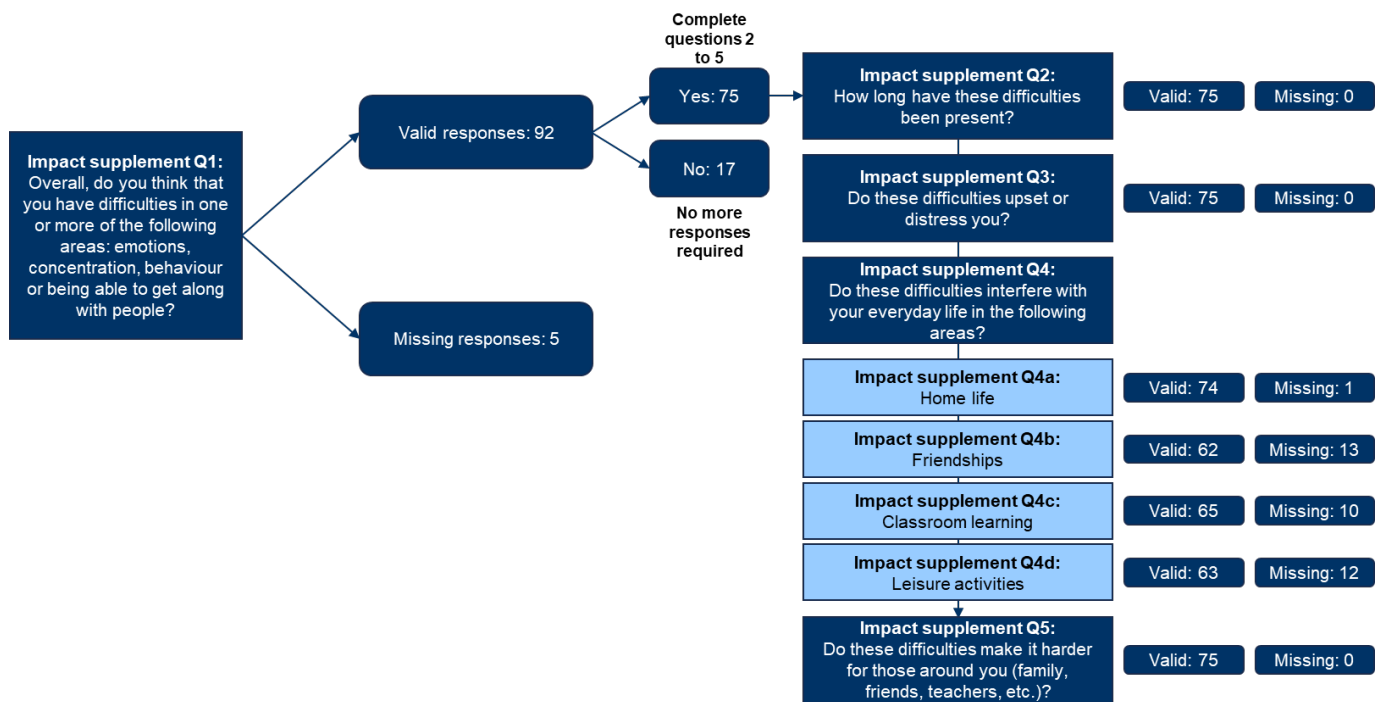 Impact supplement Q1:
Overall, do you think that
you have difficulties in one
or more of the following
areas: emotions,
concentration, behaviour
or being able to get along
with people?
Valid responses: 92
Missing responses: 5
Complete
questions 2
to 5
Yes: 75
No: 17
No more
responses
required
Impact supplement Q2:
How long have these difficulties
been present?
Valid: 75
Missing: 0
Impact supplement Q3:
Do these difficulties upset or
distress you?
Valid: 75
Missing: 0
Impact supplement Q4:
Do these difficulties interfere with
your everyday life in the following
areas?
Impact supplement Q4a:
Home life
Valid: 74
Missing: 1
Impact supplement Q4b:
Friendships
Valid: 62
Missing: 13
Impact supplement Q4c:
Classroom learning
Valid: 65
Missing: 10
Impact supplement Q4d:
Leisure activities
Valid: 63
Missing: 12
Impact supplement Q5:
Do these difficulties make it harder
for those around you (family,
friends, teachers, etc.)?
Valid: 75
Missing: 0